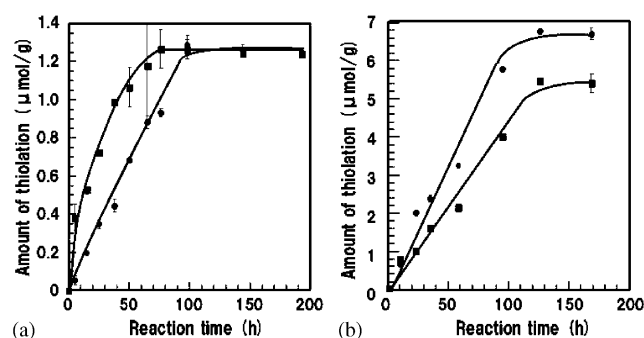 Amount of thiolation (μmol/g)
1.4
1.2
1.0
0.8
0.6
0.4
0.2
0
0 50 100 150 200
Reaction time (h)
(a)
Amount of thiolation (μmol/g)
7
6
5
4
3
2
1
0
0 50 100 150 200
Reaction time (h)
(b)